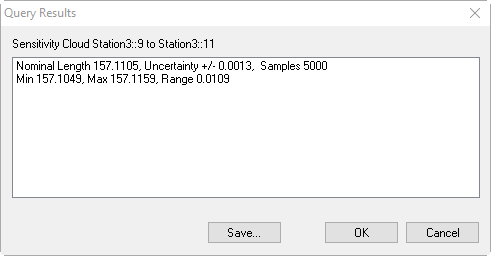 Query Results
Sensitivity Cloud Station3::9 to Station3::11
Nominal Length 157.1105, Uncertainty +/- 0.0013,  Samples 5000
Min 157.1049, Max 157.1159, Range 0.0109
Save... OK Cancel